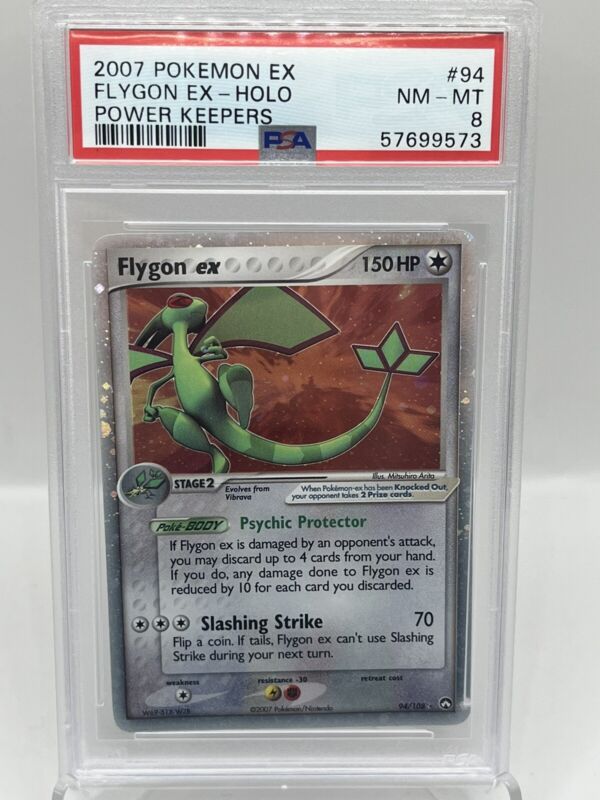 2007 POKEMON EX #94
FLYGON EX - HOLO NM - MT
POWER KEEPERS 8
PSA 57699573
Flygon ex 150 HP
Illus. Mitsuhiro Arita
STAGE2
Evolves from
Vibrava
When Pokémon-ex has been Knocked Out,
your opponent takes 2 Prize cards.
Poké-BODY Psychic Protector
If Flygon ex is damaged by an opponent's attack,
you may discard up to 4 cards from your hand.
If you do, any damage done to Flygon ex is
reduced by 10 for each card you discarded.
Slashing Strike 70
Flip a coin. If tails, Flygon ex can't use Slashing
Strike during your next turn.
weakness resistance -30 retreat cost
©2007 Pokémon/Nintendo 94/108